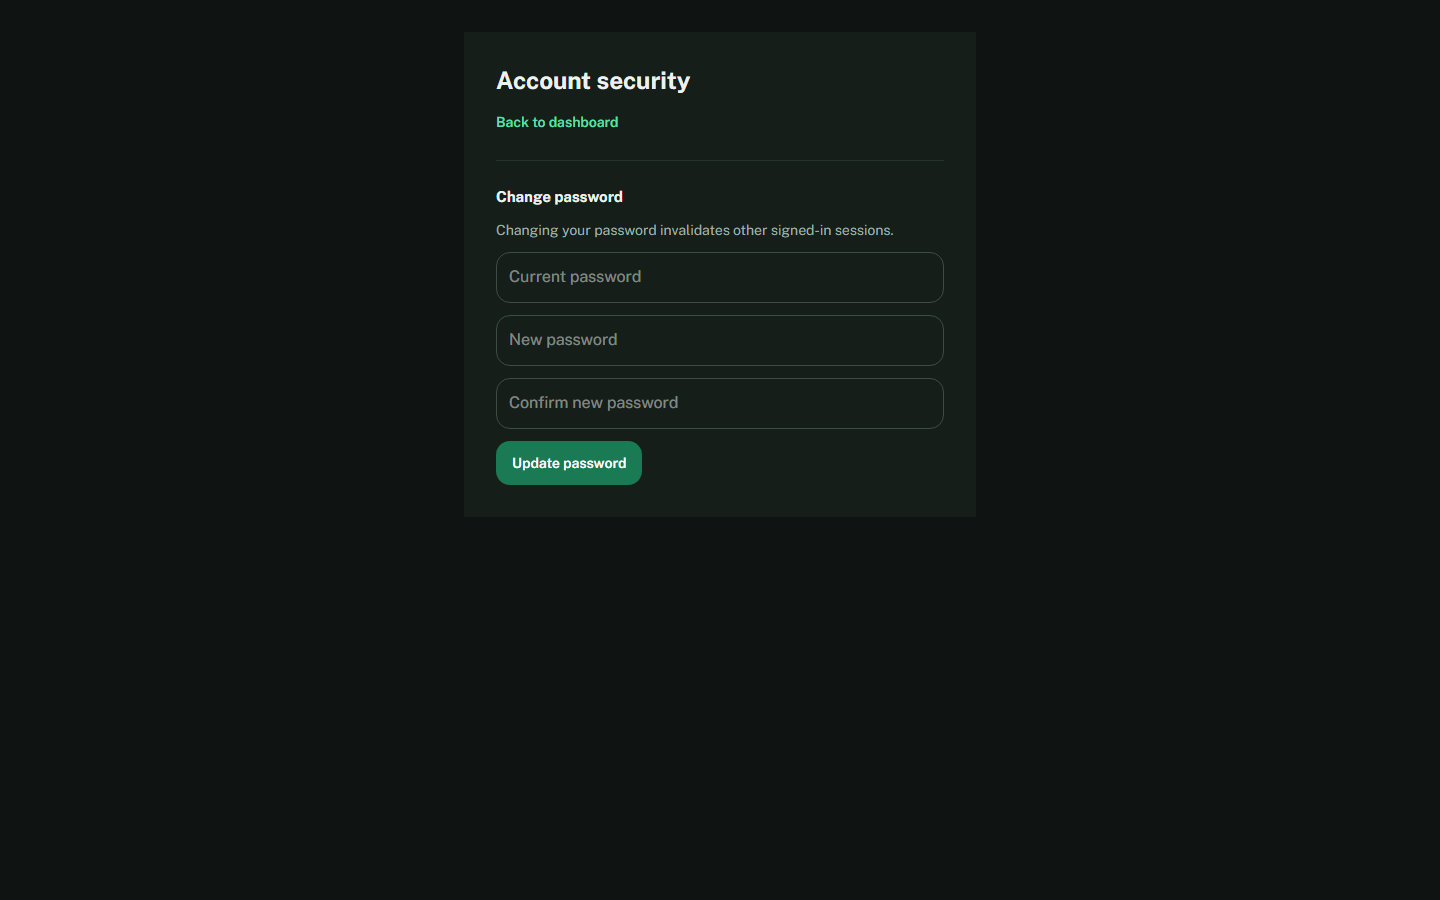 Account security
Back to dashboard
Change password
Changing your password invalidates other signed-in sessions.
Current password
New password
Confirm new password
Update password